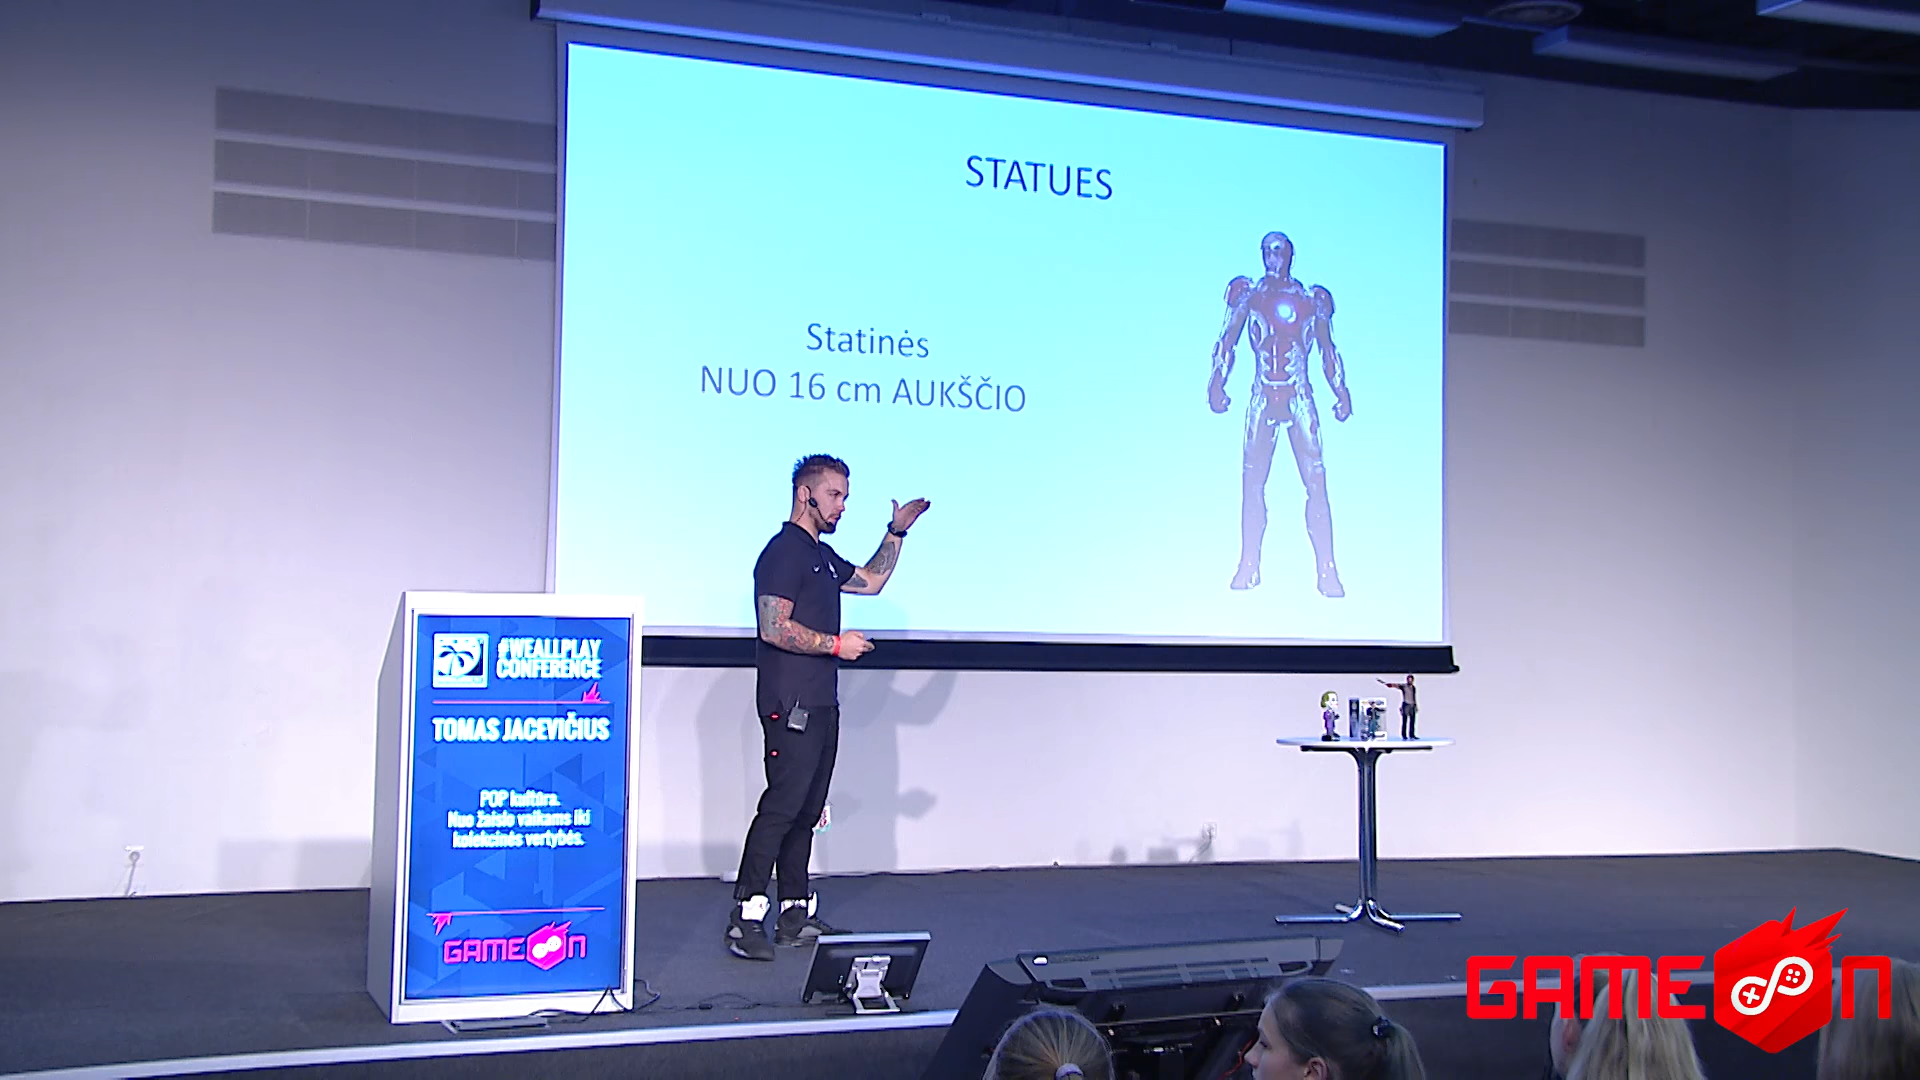 STATUES
Statinės
NUO 16 cm AUKŠČIO
#WEALLPLAY
CONFERENCE
TOMAS JACEVIČIUS
POP kultūra.
Nuo žaislo vaikams iki
kolekcinės vertybės.
GAMEON
GAMEON